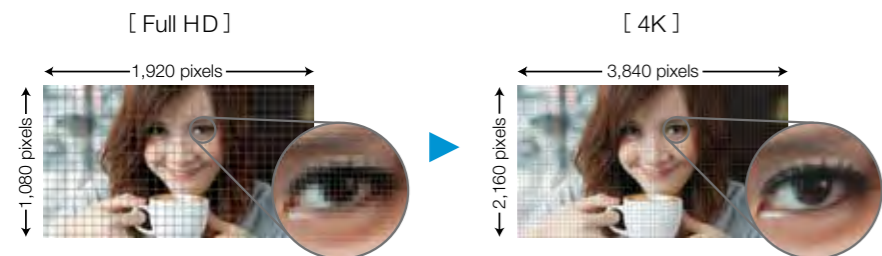 [ Full HD ]
1,920 pixels
1,080 pixels
[ 4K ]
3,840 pixels
2,160 pixels